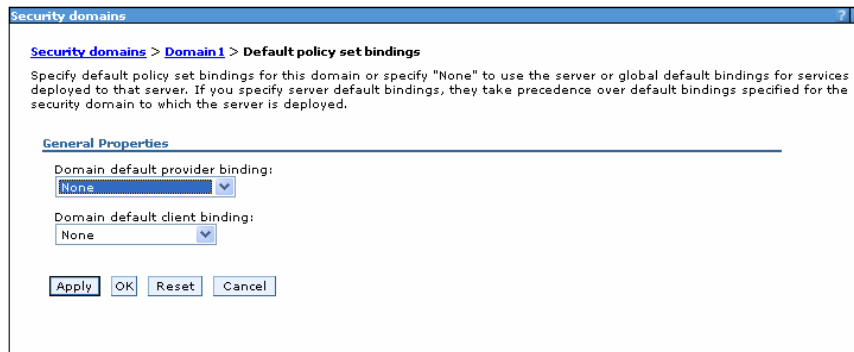 Security domains ?
Security domains > Domain1 > Default policy set bindings
Specify default policy set bindings for this domain or specify "None" to use the server or global default bindings for services
deployed to that server. If you specify server default bindings, they take precedence over default bindings specified for the
security domain to which the server is deployed.
General Properties
Domain default provider binding:
None
Domain default client binding:
None
Apply OK Reset Cancel